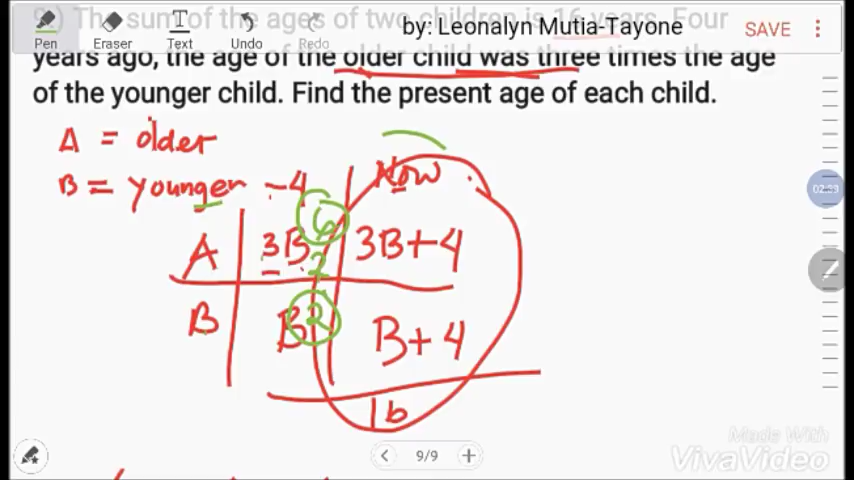 9.) The sum of the ages of two children is 16 years. Four
Pen Eraser Text Undo Redo by: Leonalyn Mutia-Tayone SAVE
years ago, the age of the older child was three times the age
of the younger child. Find the present age of each child.
A = older
B = younger -4 Now
6
A 3B 3B+4
2
B B 2 B+4
16
02:39
9/9
Made With
VivaVideo